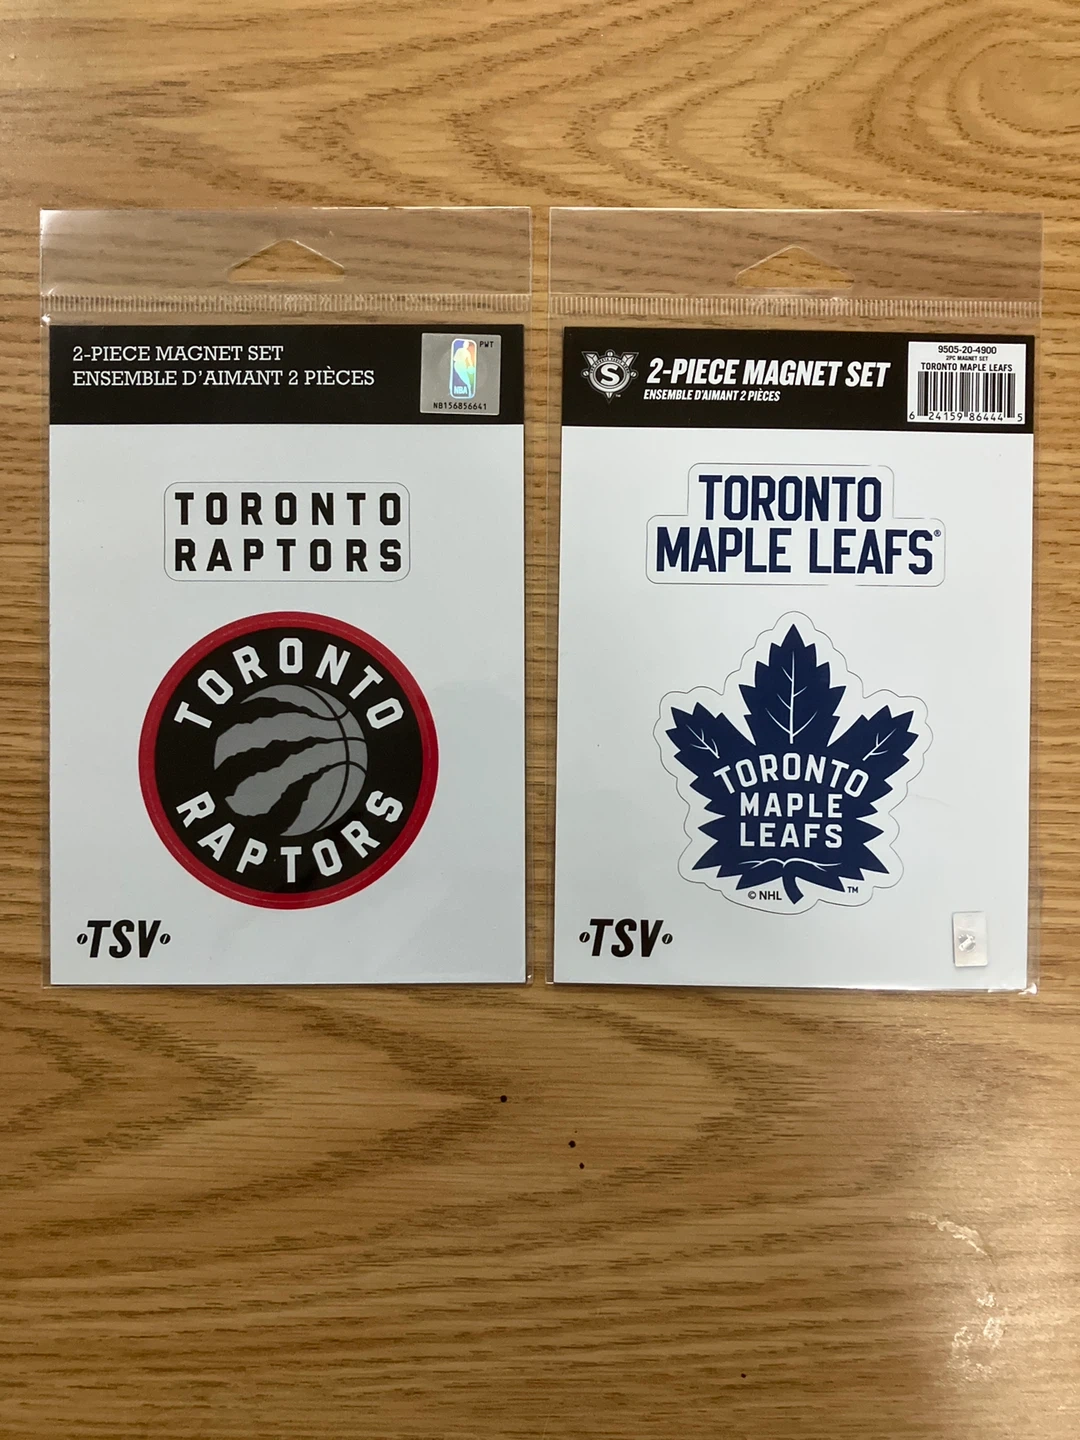 2-PIECE MAGNET SET
ENSEMBLE D'AIMANT 2 PIÈCES
PWT
NBA
NB156856641
TORONTO
RAPTORS
TORONTO
RAPTORS
TSV
S
2-PIECE MAGNET SET
ENSEMBLE D'AIMANT 2 PIÈCES
9505-20-4900
2PC MAGNET SET
TORONTO MAPLE LEAFS
6 24159 86444 5
TORONTO
MAPLE LEAFS®
TORONTO
MAPLE
LEAFS
© NHL
TM
TSV